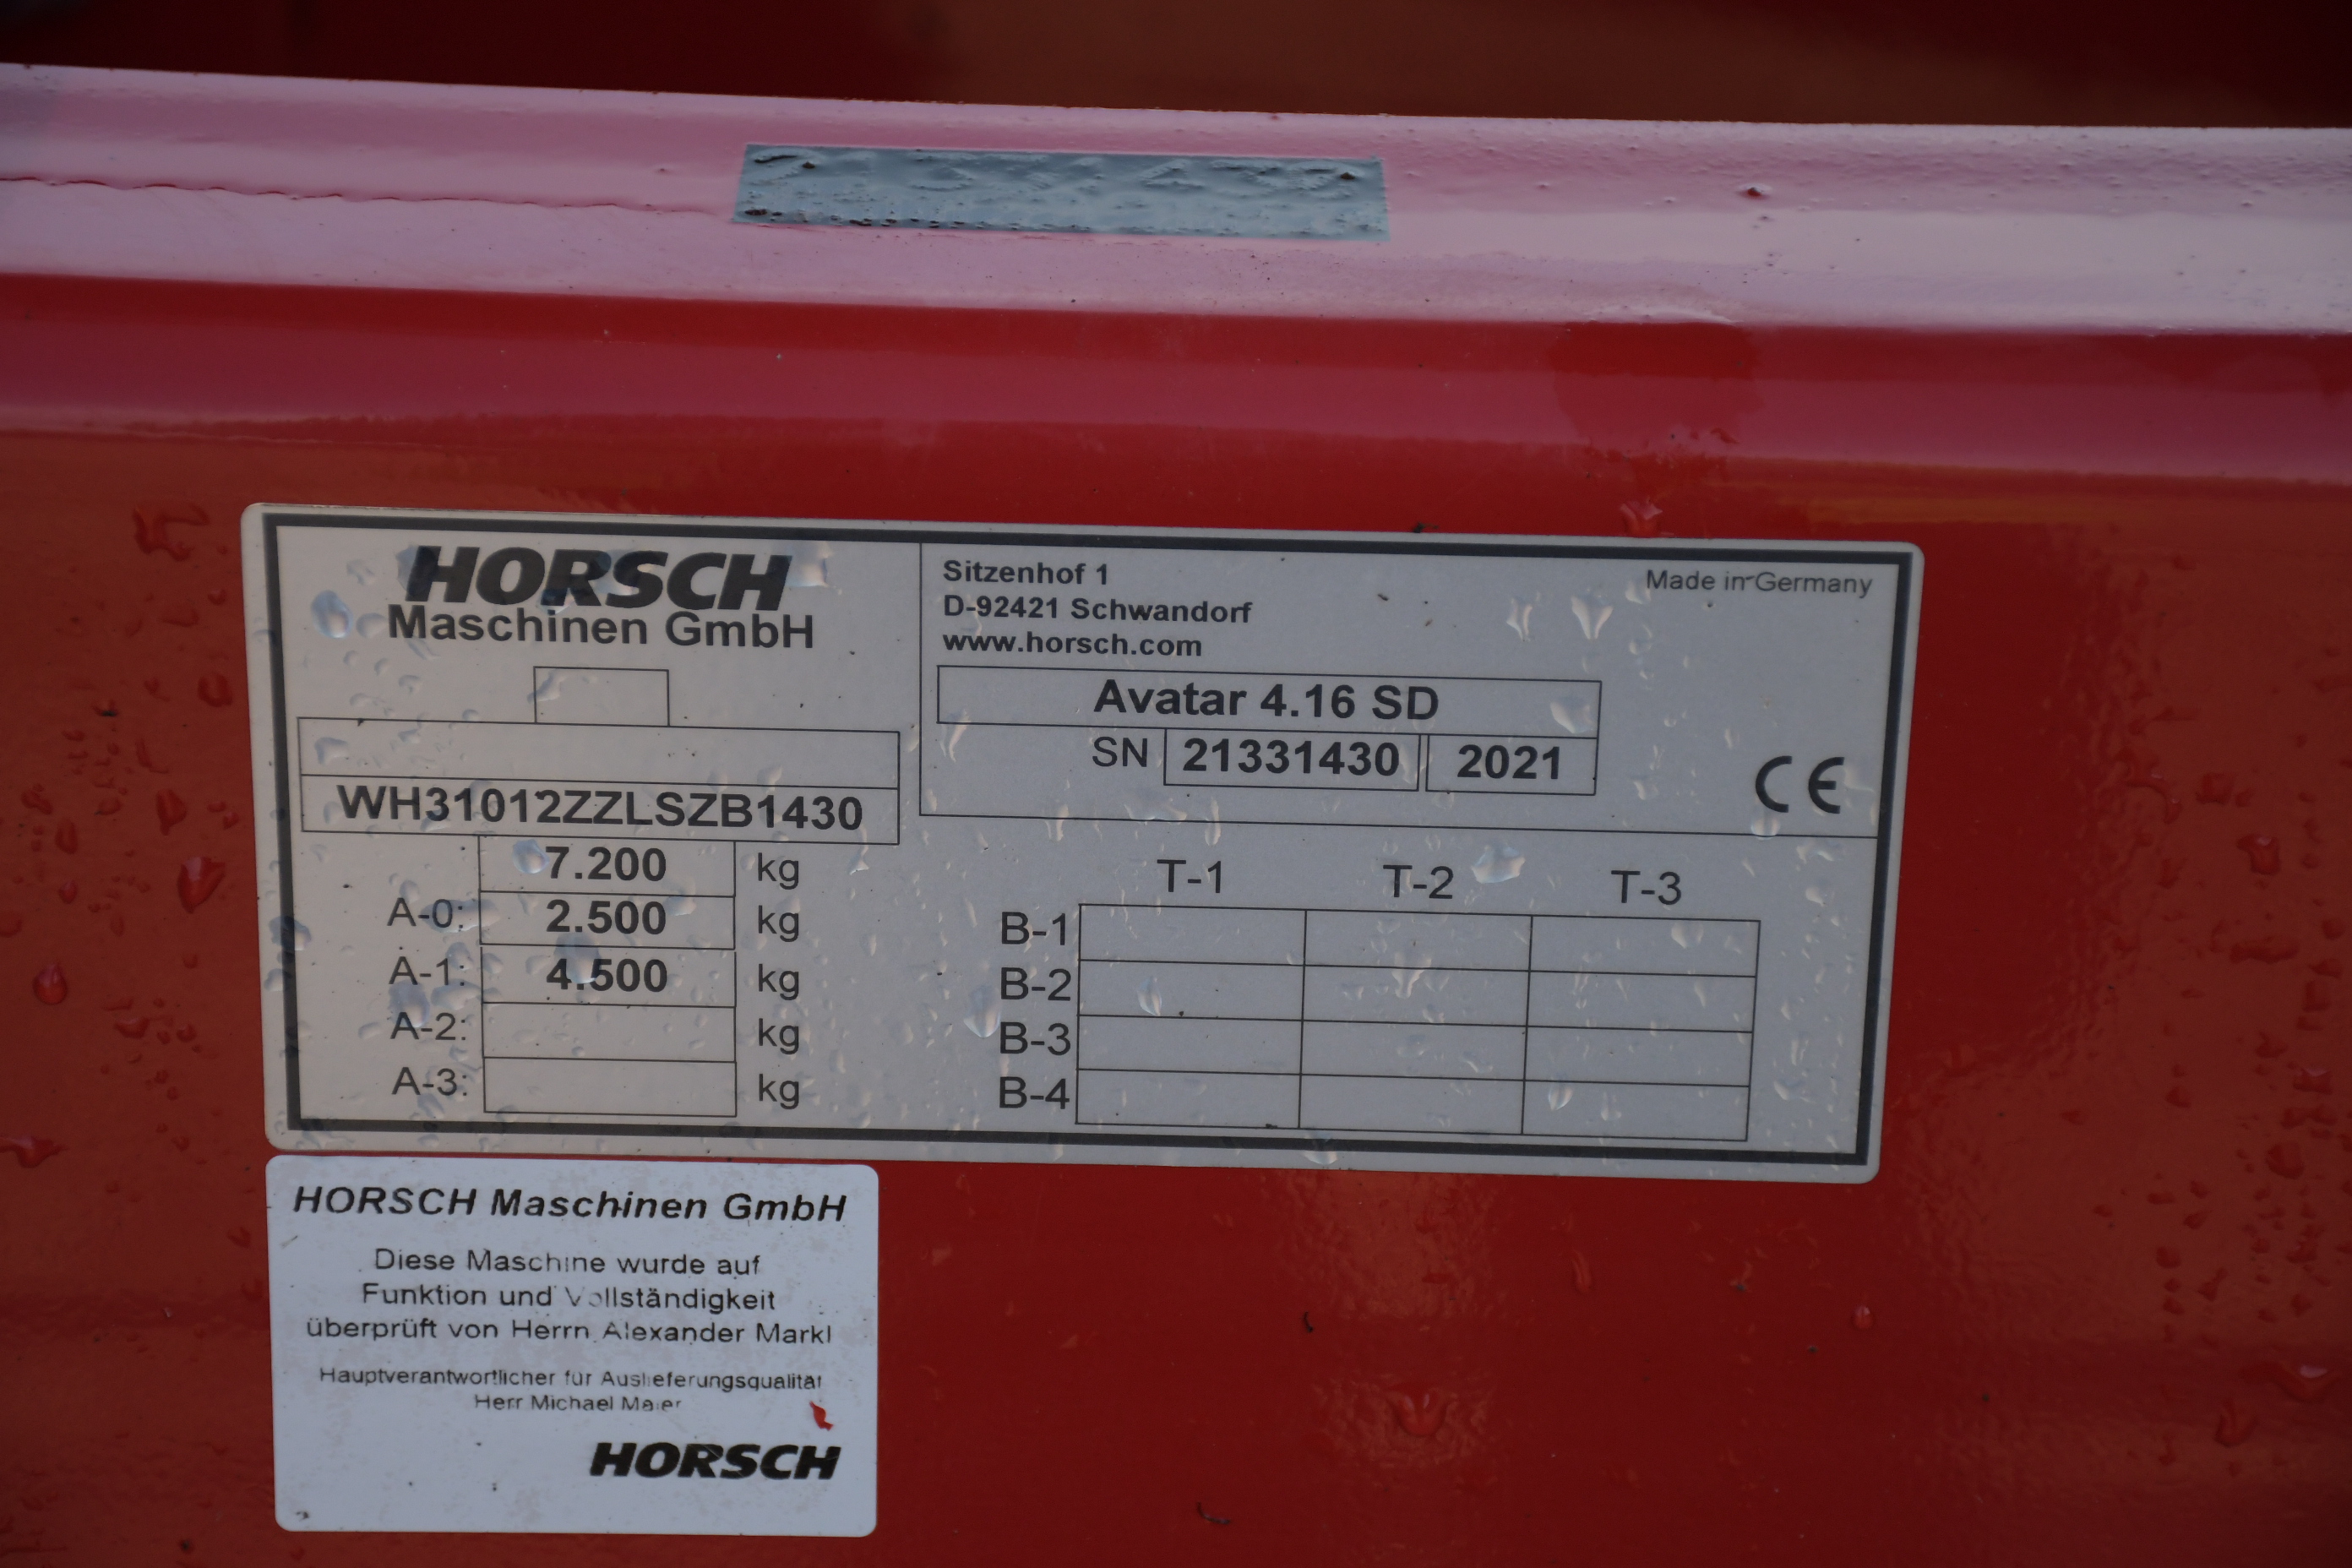 HORSCH
Maschinen GmbH
WH31012ZZLSZB1430
7.200 kg
A-0: 2.500 kg
A-1: 4.500 kg
A-2: kg
A-3: kg
Sitzenhof 1
D-92421 Schwandorf
www.horsch.com
Made in Germany
Avatar 4.16 SD
SN 21331430 2021
CE
T-1 T-2 T-3
B-1
B-2
B-3
B-4
HORSCH Maschinen GmbH
Diese Maschine wurde auf
Funktion und Vollständigkeit
überprüft von Herrn Alexander Markl
Hauptverantwortlicher für Auslieferungsqualität
Herr Michael Maier
HORSCH